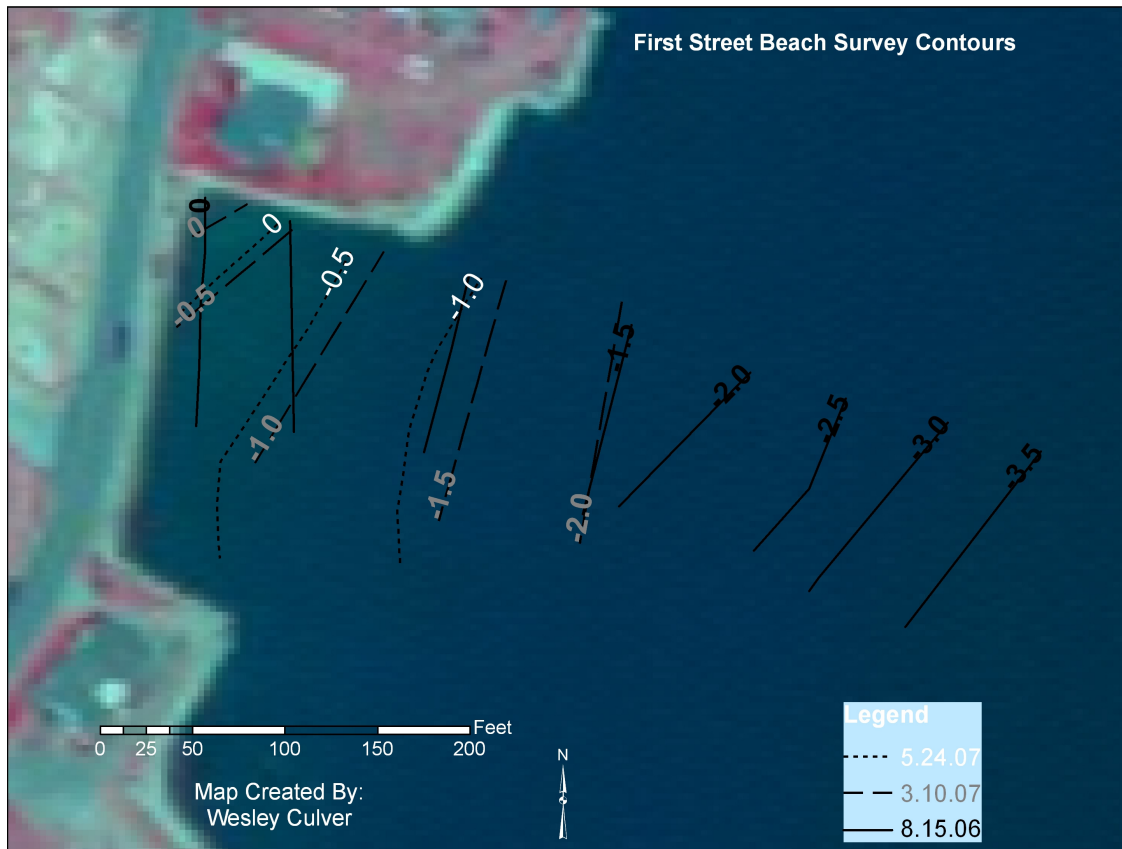 First Street Beach Survey Contours
0
0
0
-0.5
-0.5
-1.0
-1.5
-2.0
-2.5
-3.0
-3.5
-1.0
-1.5
-2.0
Feet
0 25 50 100 150 200
Map Created By:
Wesley Culver
N
Legend
5.24.07
3.10.07
8.15.06